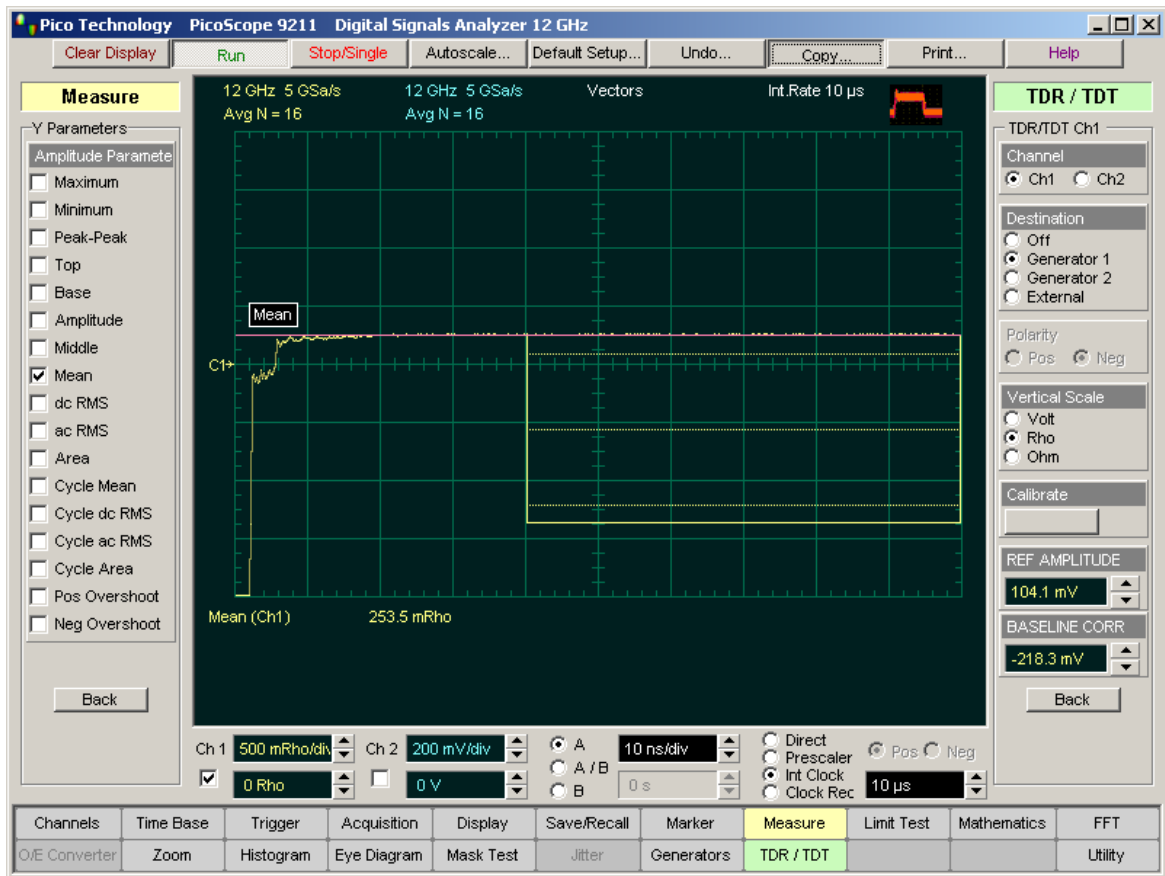 Pico Technology PicoScope 9211 Digital Signals Analyzer 12 GHz
Clear Display Run Stop/Single Autoscale... Default Setup... Undo... Copy... Print... Help
Measure
Y Parameters
Amplitude Paramete
Maximum
Minimum
Peak-Peak
Top
Base
Amplitude
Middle
Mean
dc RMS
ac RMS
Area
Cycle Mean
Cycle dc RMS
Cycle ac RMS
Cycle Area
Pos Overshoot
Neg Overshoot
Back
12 GHz 5 GSa/s 12 GHz 5 GSa/s Vectors Int.Rate 10 µs
Avg N = 16 Avg N = 16
Mean
C1
Mean (Ch1) 253.5 mRho
TDR / TDT
TDR/TDT Ch1
Channel
Ch1 Ch2
Destination
Off
Generator 1
Generator 2
External
Polarity
Pos Neg
Vertical Scale
Volt
Rho
Ohm
Calibrate
REF AMPLITUDE
104.1 mV
BASELINE CORR
-218.3 mV
Back
Ch 1 500 mRho/div Ch 2 200 mV/div A 10 ns/div Direct
A / B Prescaler Pos Neg
0 Rho 0 V B 0 s Int Clock 10 µs
Clock Rec
Channels Time Base Trigger Acquisition Display Save/Recall Marker Measure Limit Test Mathematics FFT
O/E Converter Zoom Histogram Eye Diagram Mask Test Jitter Generators TDR / TDT Utility